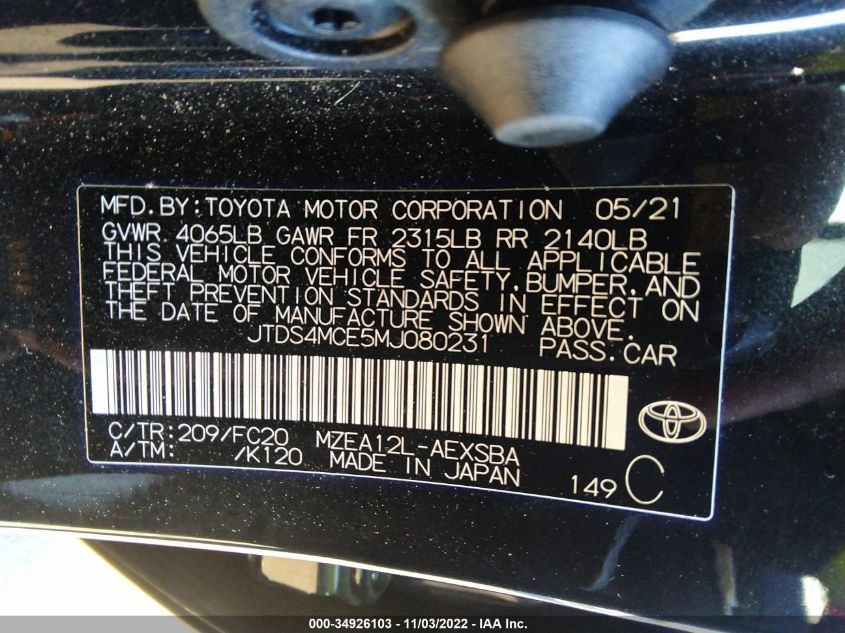 MFD.BY:TOYOTA MOTOR CORPORATION 05/21
GVWR 4065LB GAWR FR 2315LB RR 2140LB
THIS VEHICLE CONFORMS TO ALL APPLICABLE
FEDERAL MOTOR VEHICLE SAFETY,BUMPER,AND
THEFT PREVENTION STANDARDS IN EFFECT ON
THE DATE OF MANUFACTURE SHOWN ABOVE.
JTDS4MCE5MJ080231 PASS.CAR
C/TR:209/FC20 MZEA12L-AEXSBA
A/TM: /K120 MADE IN JAPAN
149 C
000-34926103 - 11/03/2022 - IAA Inc.